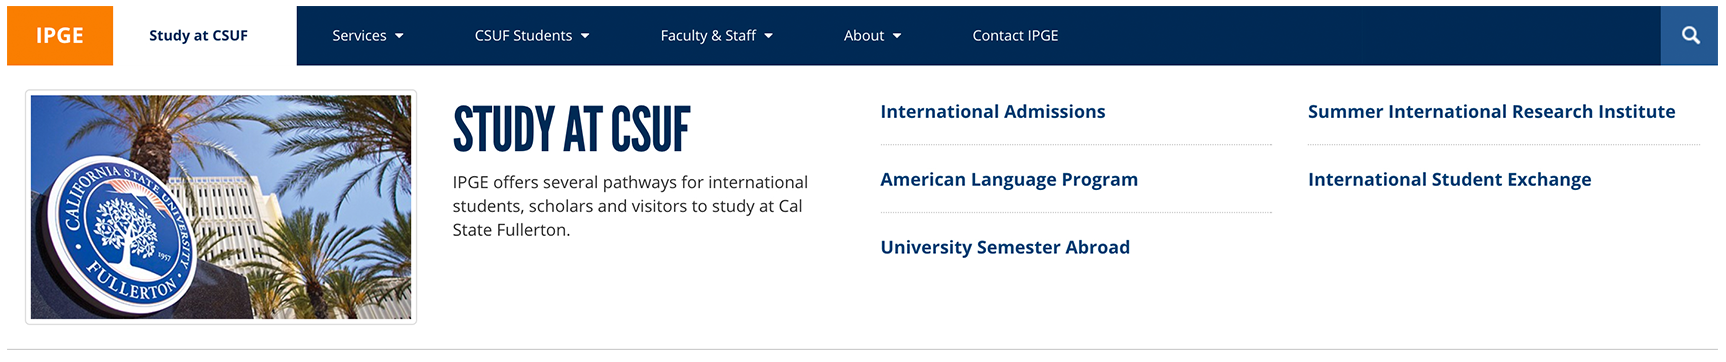 IPGE
Study at CSUF
Services
CSUF Students
Faculty & Staff
About
Contact IPGE
CALIFORNIA STATE UNIVERSITY
1957
FULLERTON
STUDY AT CSUF
IPGE offers several pathways for international
students, scholars and visitors to study at Cal
State Fullerton.
International Admissions
American Language Program
University Semester Abroad
Summer International Research Institute
International Student Exchange